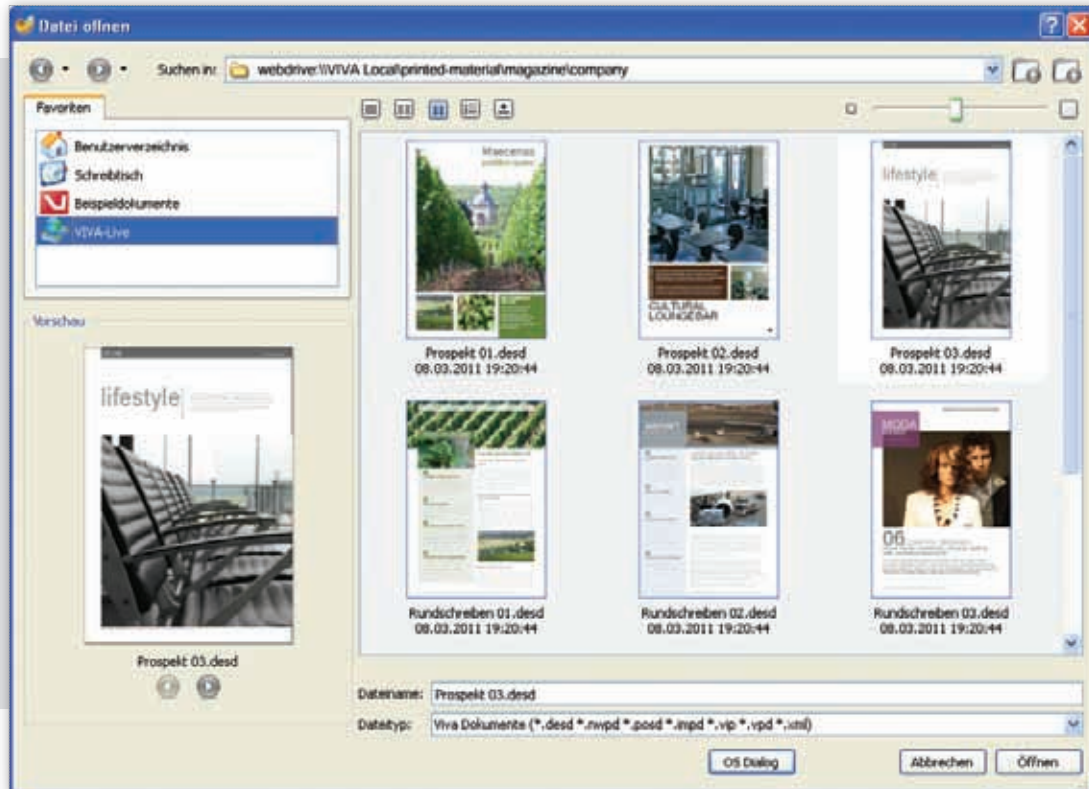 Datei öffnen
Suchen in: webdriver:\\VIVA Local\printed-material\magazine\company
Favoriten
Benutzerverzeichnis
Schreibtisch
Beispieldokumente
VIVA-Live
Vorschau
lifestyle
Prospekt 03.desd
Maecenas
CULTURAL
LOUNGEBAR
lifestyle
Prospekt 01.desd
08.03.2011 19:20:44
Prospekt 02.desd
08.03.2011 19:20:44
Prospekt 03.desd
08.03.2011 19:20:44
MODA
06
Rundschreiben 01.desd
08.03.2011 19:20:44
Rundschreiben 02.desd
08.03.2011 19:20:44
Rundschreiben 03.desd
08.03.2011 19:20:44
Dateiname: Prospekt 03.desd
Dateityp: Viva Dokumente (*.desd *.nwpd *.posd *.impd *.vip *.vpd *.xml)
OS Dialog
Abbrechen
Öffnen